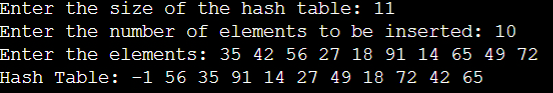 Enter the size of the hash table: 11
Enter the number of elements to be inserted: 10
Enter the elements: 35 42 56 27 18 91 14 65 49 72
Hash Table: -1 56 35 91 14 27 49 18 72 42 65